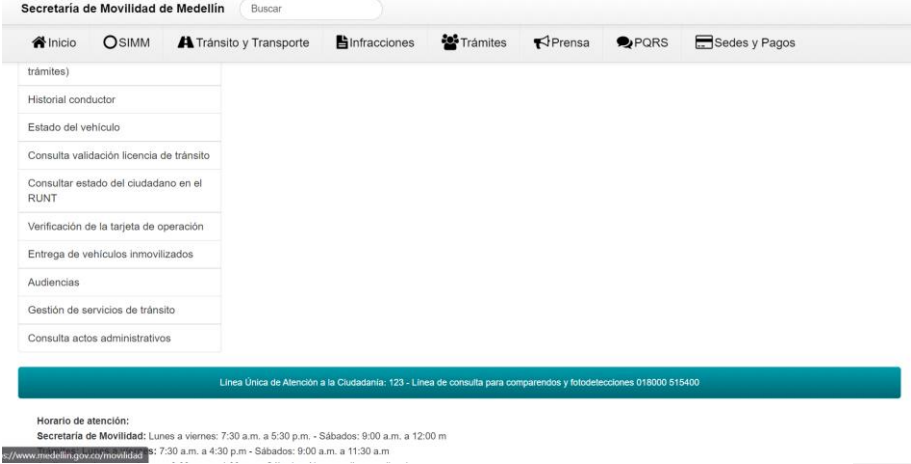 Secretaría de Movilidad de Medellín Buscar
Inicio SIMM Tránsito y Transporte Infracciones Trámites Prensa PQRS Sedes y Pagos
trámites)
Historial conductor
Estado del vehículo
Consulta validación licencia de tránsito
Consultar estado del ciudadano en el
RUNT
Verificación de la tarjeta de operación
Entrega de vehículos inmovilizados
Audiencias
Gestión de servicios de tránsito
Consulta actos administrativos
Línea Única de Atención a la Ciudadanía: 123 - Línea de consulta para comparendos y fotodetecciones 018000 515400
Horario de atención:
Secretaría de Movilidad: Lunes a viernes: 7:30 a.m. a 5:30 p.m. - Sábados: 9:00 a.m. a 12:00 m
Trámites: Lunes a viernes: 7:30 a.m. a 4:30 p.m - Sábados: 9:00 a.m. a 11:30 a.m
s://www.medellin.gov.co/movilidad